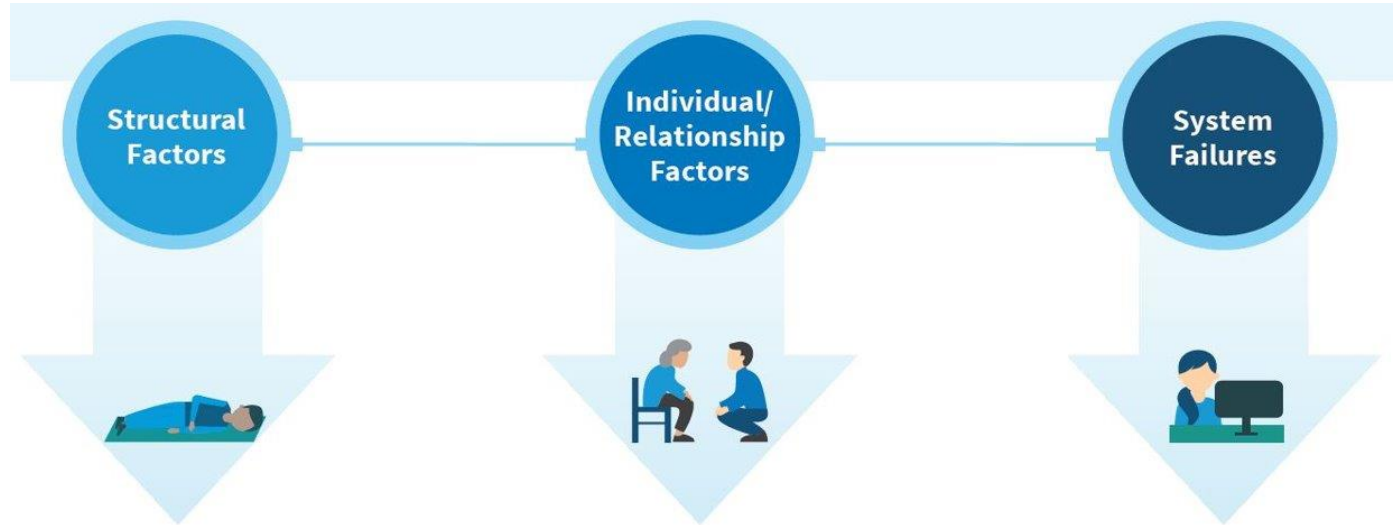 Structural
Factors
Individual/
Relationship
Factors
System
Failures